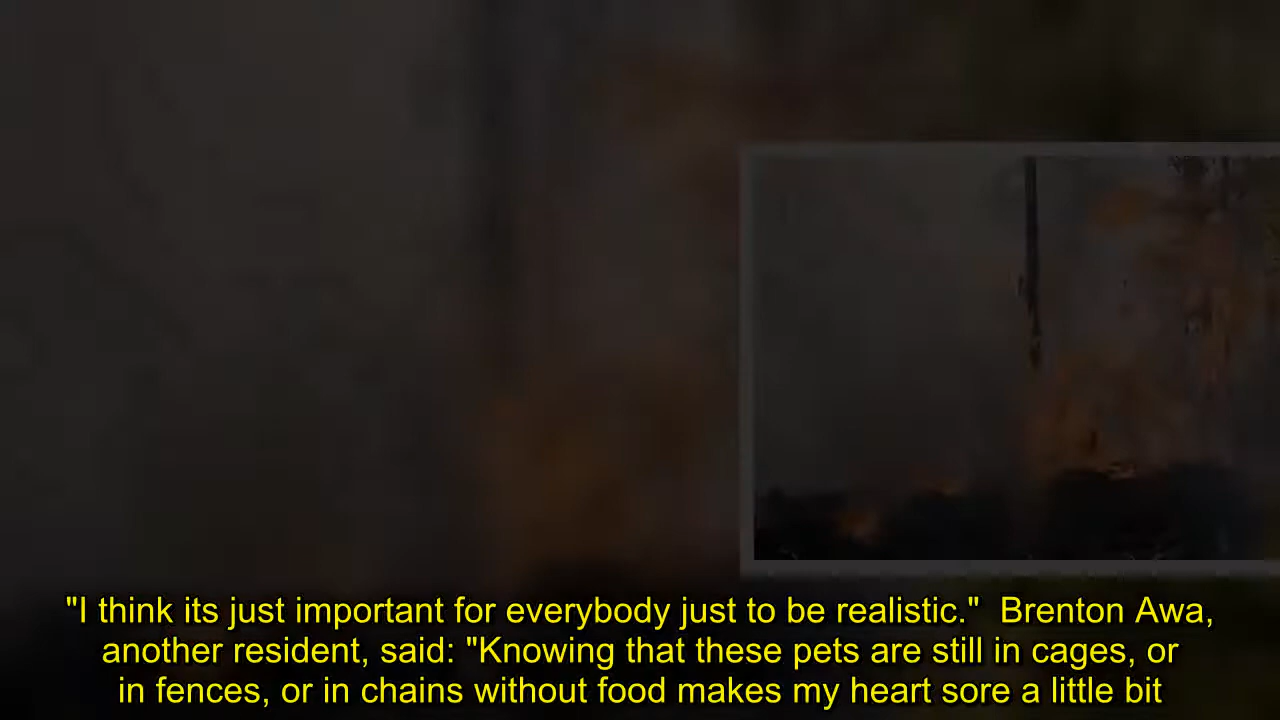 "I think its just important for everybody just to be realistic."  Brenton Awa,
another resident, said: "Knowing that these pets are still in cages, or
in fences, or in chains without food makes my heart sore a little bit